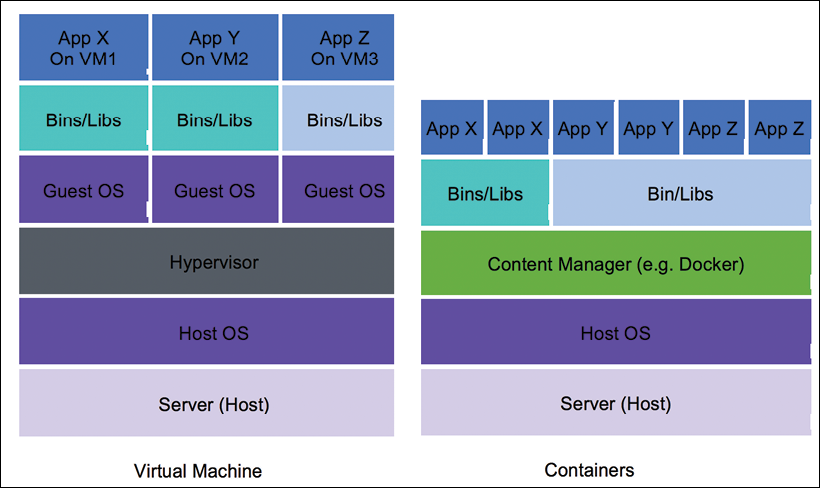 App X
On VM1
App Y
On VM2
App Z
On VM3
Bins/Libs
Bins/Libs
Bins/Libs
Guest OS
Guest OS
Guest OS
Hypervisor
Host OS
Server (Host)
Virtual Machine
App X
App X
App Y
App Y
App Z
App Z
Bins/Libs
Bin/Libs
Content Manager (e.g. Docker)
Host OS
Server (Host)
Containers